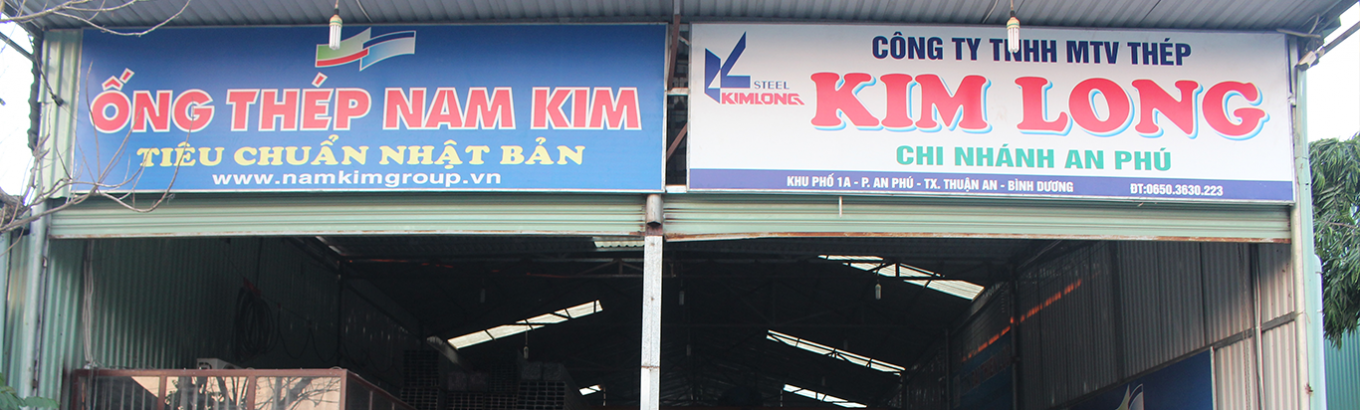 ỐNG THÉP NAM KIM
TIÊU CHUẨN NHẬT BẢN
www.namkimgroup.vn
STEEL
KIMLONG
CÔNG TY TNHH MTV THÉP
KIM LONG
CHI NHÁNH AN PHÚ
KHU PHỐ 1A - P. AN PHÚ - TX. THUẬN AN - BÌNH DƯƠNG ĐT:0650.3630.223